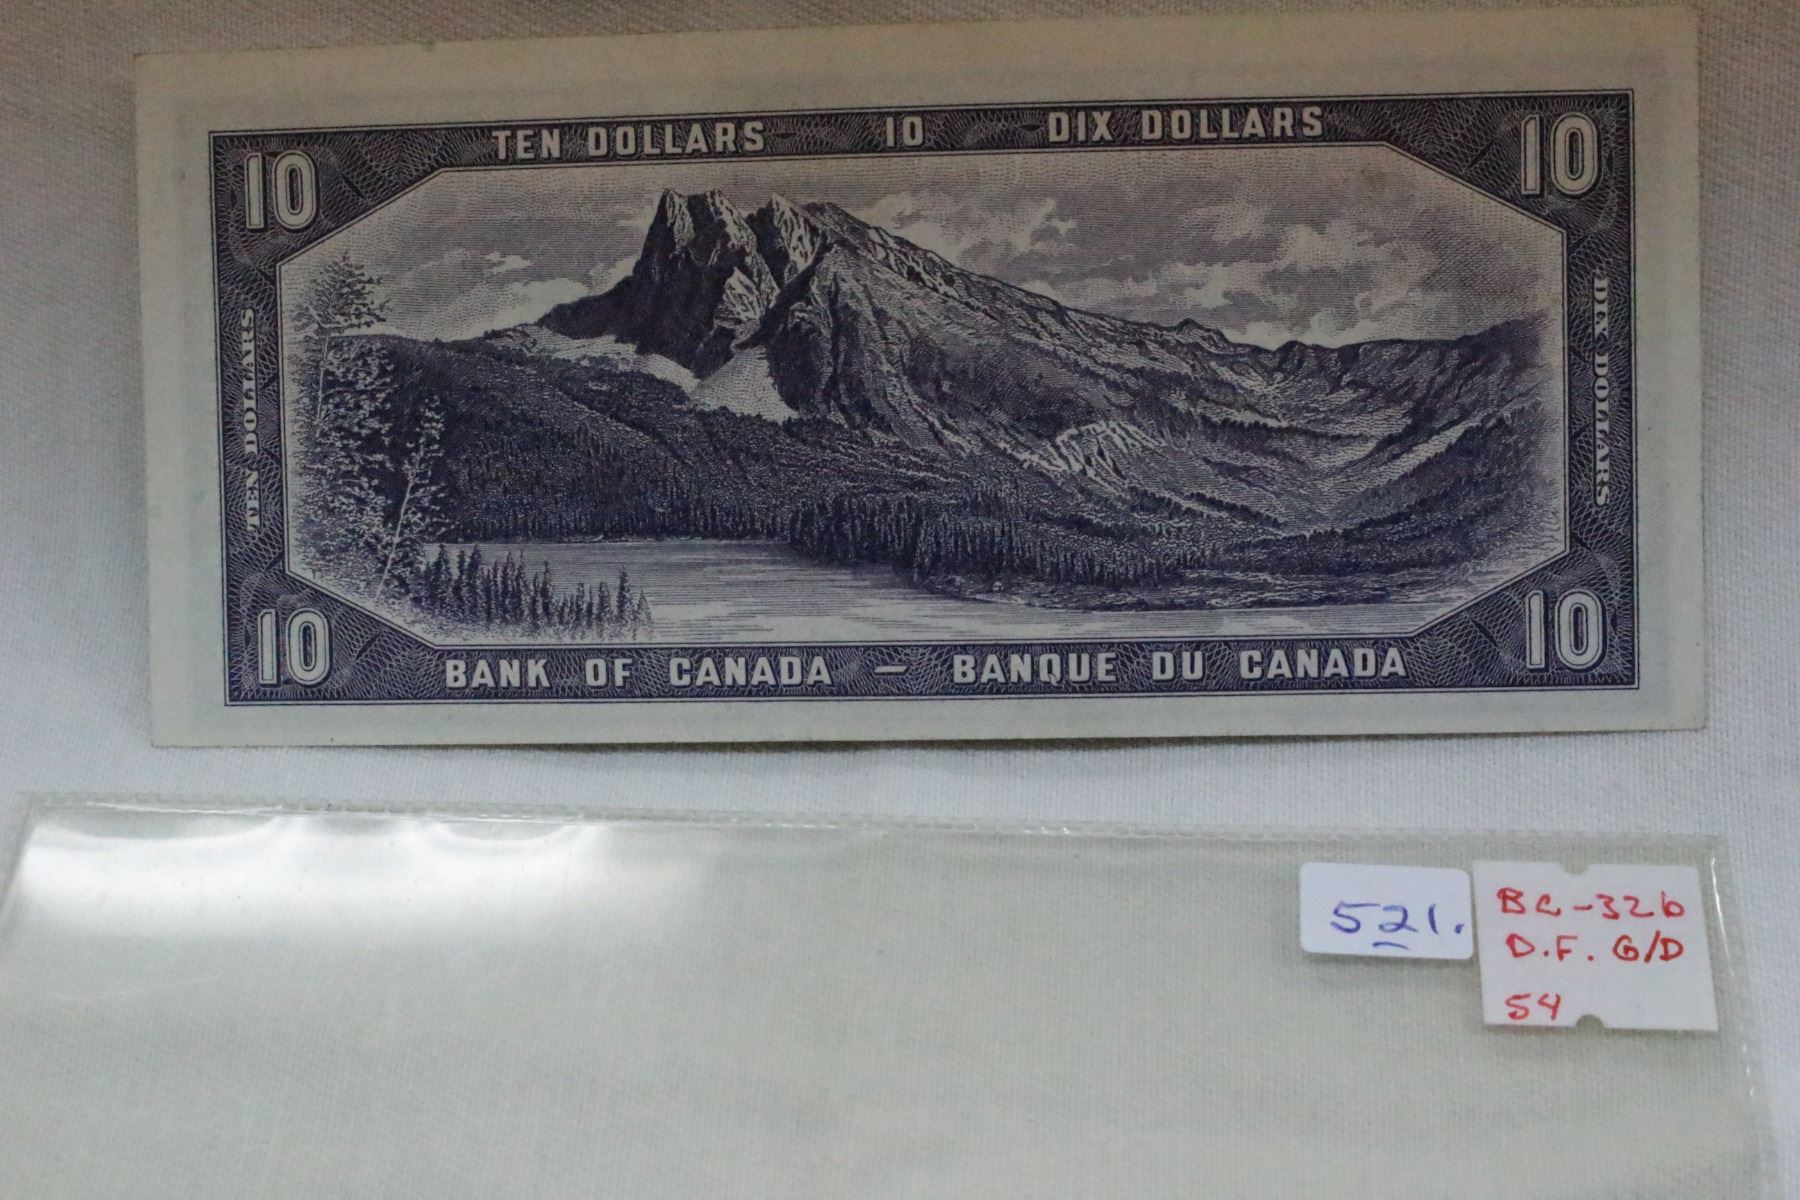 TEN DOLLARS 10 DIX DOLLARS
10
10
TEN DOLLARS
DIX DOLLARS
10
10
BANK OF CANADA — BANQUE DU CANADA
521.
BC-32b
D.F. G/D
54